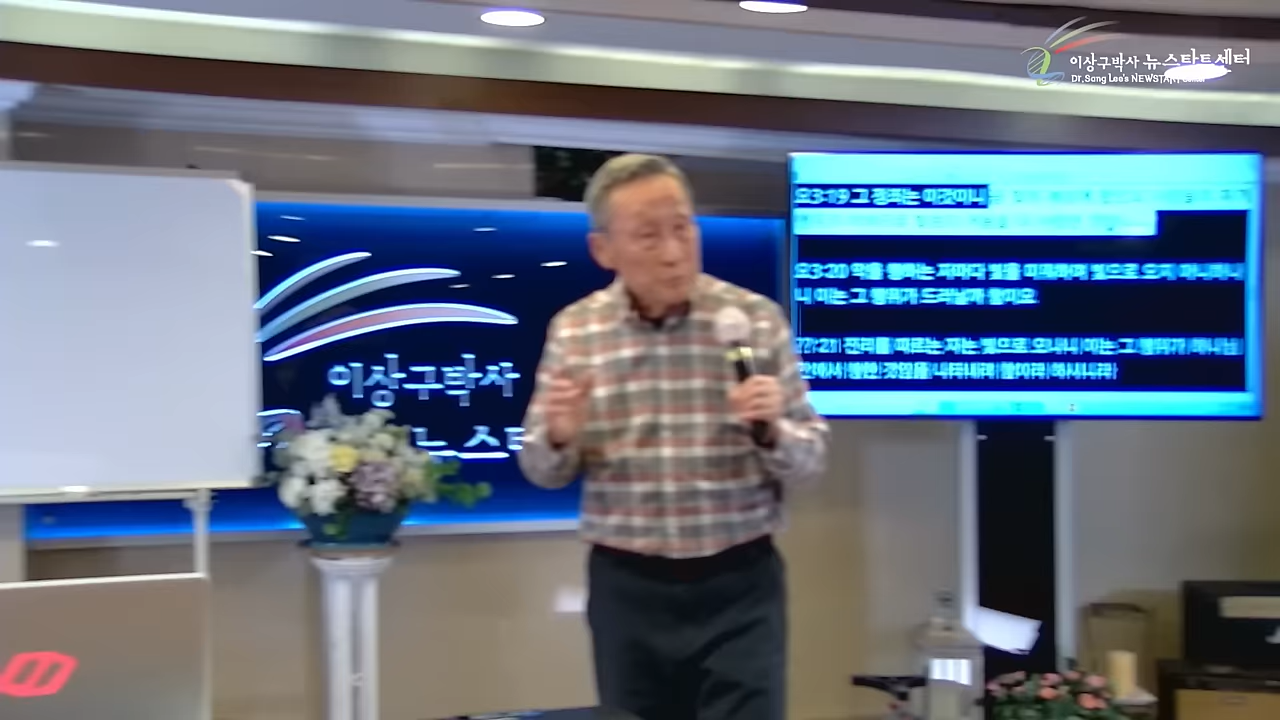 이상구박사 뉴스타트센터
Dr.Sang Lee's NEWSTART Center
요3:19 그 정죄는 이것이니
요3:20 악을 행하는 자마다 빛을 미워하여 빛으로 오지 아니하나
니 이는 그 행위가 드러날까 함이요
:21 진리를 따르는 자는 빛으로 오나니 이는 그 행위가 하나님
안에서 행한 것임을 나타내려 함이라 하시니라
이상구박사
뉴스타